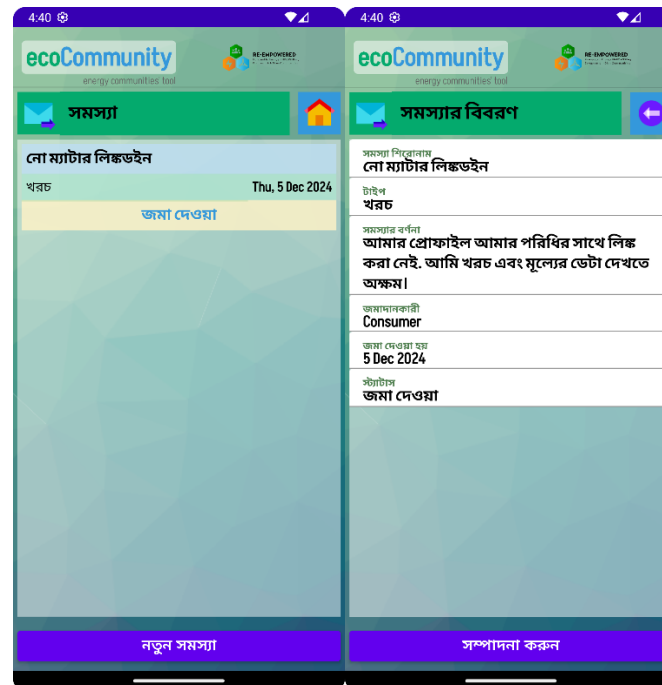 4:40
ecoCommunity
RE-EMPOWERED
energy communities tool
সমস্যা
নো ম্যাটার লিঙ্কডইন
খরচ
Thu, 5 Dec 2024
জমা দেওয়া
নতুন সমস্যা
4:40
ecoCommunity
RE-EMPOWERED
energy communities tool
সমস্যার বিবরণ
সমস্যা শিরোনাম
নো ম্যাটার লিঙ্কডইন
টাইপ
খরচ
সমস্যার বর্ণনা
আমার প্রোফাইল আমার পরিধির সাথে লিঙ্ক
করা নেই. আমি খরচ এবং মূল্যের ডেটা দেখতে
অক্ষম।
জমাদানকারী
Consumer
জমা দেওয়া হয়
5 Dec 2024
স্ট্যাটাস
জমা দেওয়া
সম্পাদনা করুন